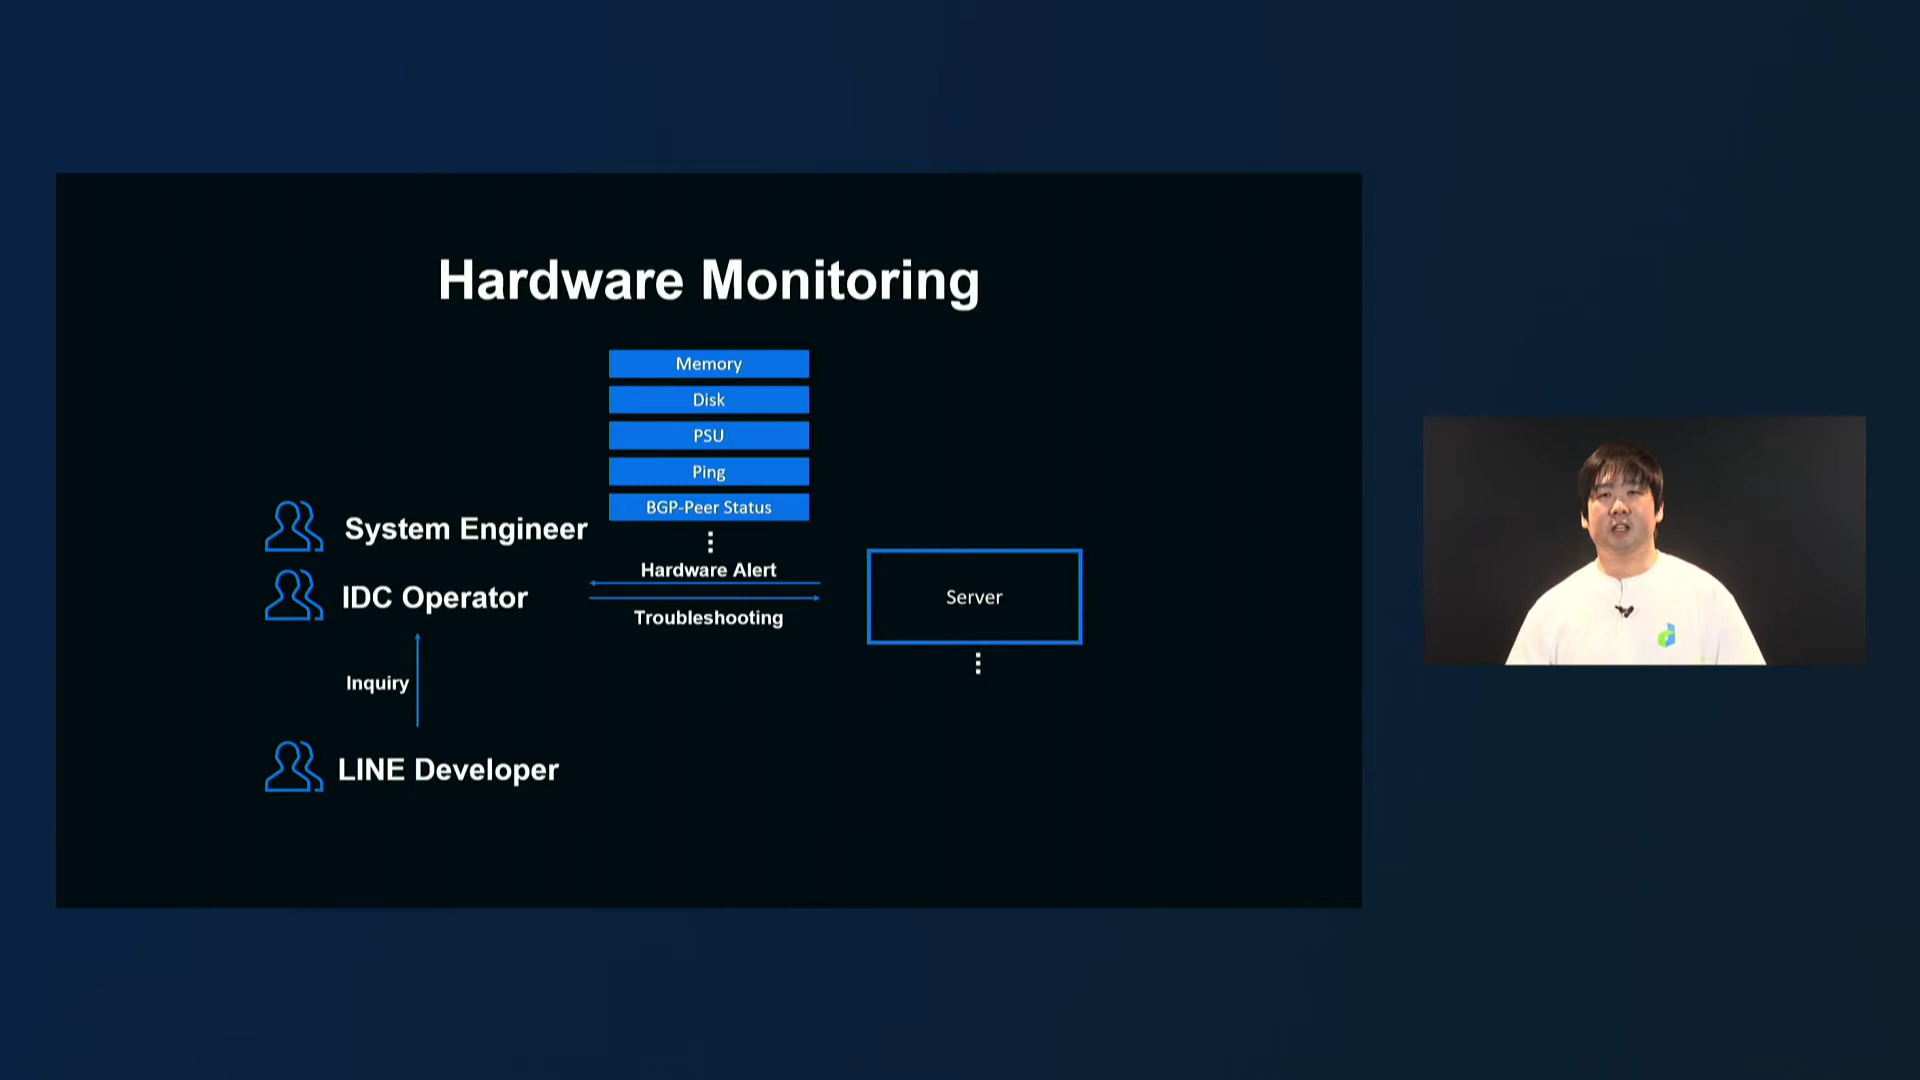 Hardware Monitoring
Memory
Disk
PSU
Ping
BGP-Peer Status
System Engineer
Hardware Alert
IDC Operator
Server
Troubleshooting
Inquiry
LINE Developer